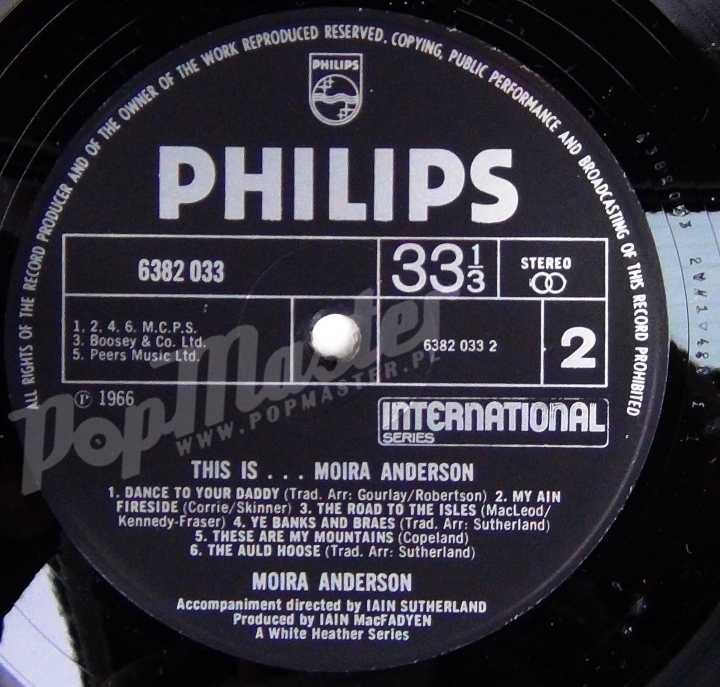 ALL RIGHTS OF THE RECORD PRODUCER AND OF THE OWNER OF THE WORK REPRODUCED RESERVED. COPYING, PUBLIC PERFORMANCE AND BROADCASTING OF THIS RECORD PROHIBITED
PHILIPS
PHILIPS
6382 033
33 1/3
STEREO
1, 2, 4, 6. M.C.P.S.
3. Boosey & Co. Ltd.
5. Peers Music Ltd.
6382 033 2
2
℗ 1966
INTERNATIONAL
SERIES
PopMaster
WWW.POPMASTER.PL
THIS IS . . . MOIRA ANDERSON
1. DANCE TO YOUR DADDY (Trad. Arr: Gourlay/Robertson) 2. MY AIN
FIRESIDE (Corrie/Skinner) 3. THE ROAD TO THE ISLES (MacLeod/
Kennedy-Fraser) 4. YE BANKS AND BRAES (Trad. Arr: Sutherland)
5. THESE ARE MY MOUNTAINS (Copeland)
6. THE AULD HOOSE (Trad. Arr: Sutherland)
MOIRA ANDERSON
Accompaniment directed by IAIN SUTHERLAND
Produced by IAIN MacFADYEN
A White Heather Series